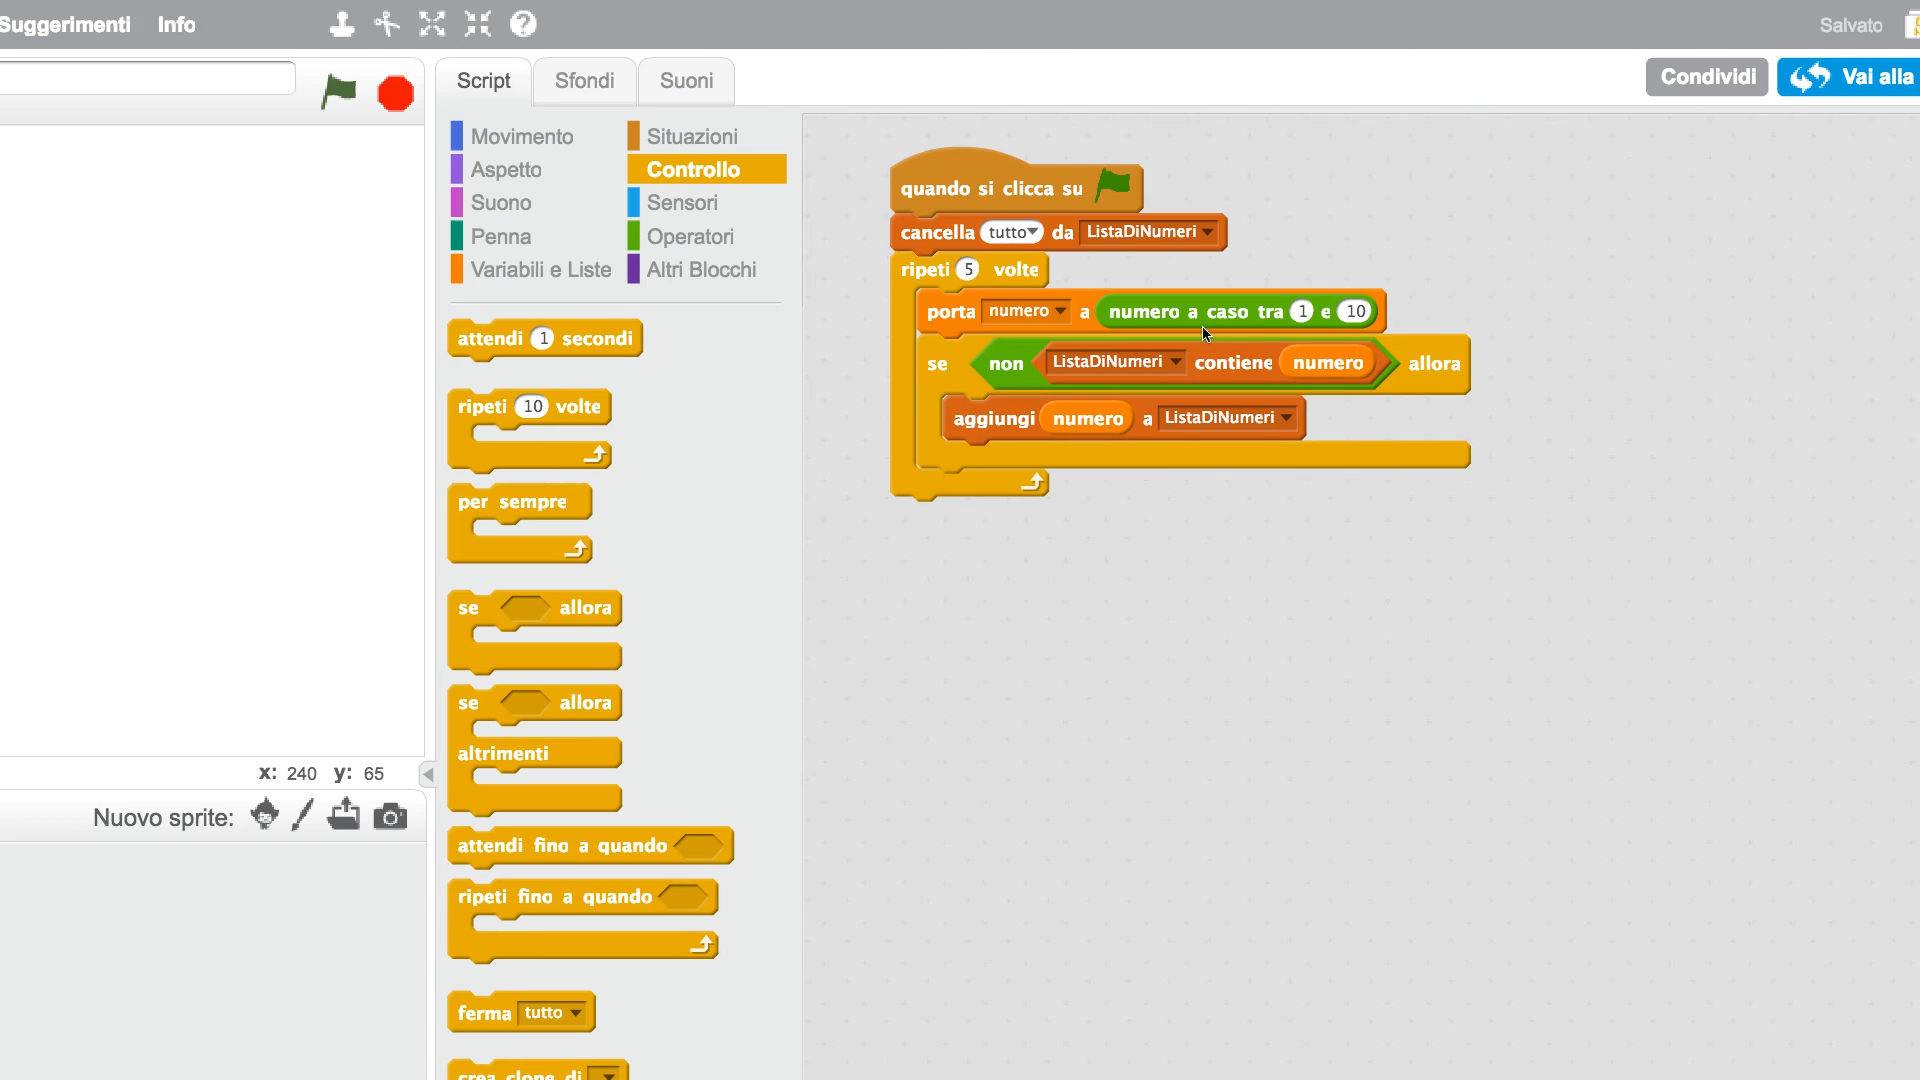 Suggerimenti Info
Salvato
Script Sfondi Suoni
Condividi Vai alla
Movimento Situazioni
Aspetto Controllo
Suono Sensori
Penna Operatori
Variabili e Liste Altri Blocchi
attendi 1 secondi
ripeti 10 volte
per sempre
se allora
se allora
altrimenti
attendi fino a quando
ripeti fino a quando
ferma tutto
crea clone di
quando si clicca su
cancella tutto da ListaDiNumeri
ripeti 5 volte
porta numero a numero a caso tra 1 e 10
se non ListaDiNumeri contiene numero allora
aggiungi numero a ListaDiNumeri
x: 240 y: 65
Nuovo sprite: